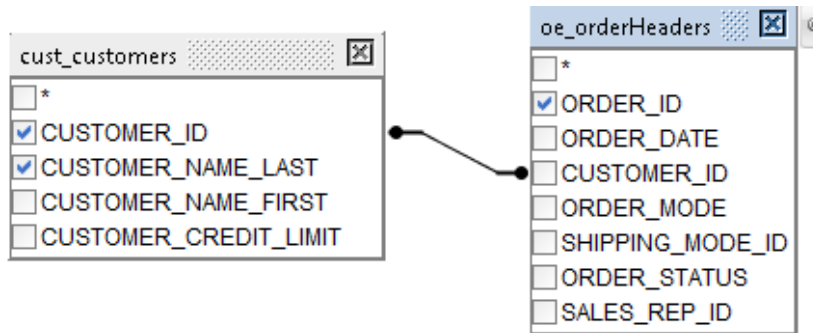 cust_customers
*
CUSTOMER_ID
CUSTOMER_NAME_LAST
CUSTOMER_NAME_FIRST
CUSTOMER_CREDIT_LIMIT
oe_orderHeaders
*
ORDER_ID
ORDER_DATE
CUSTOMER_ID
ORDER_MODE
SHIPPING_MODE_ID
ORDER_STATUS
SALES_REP_ID